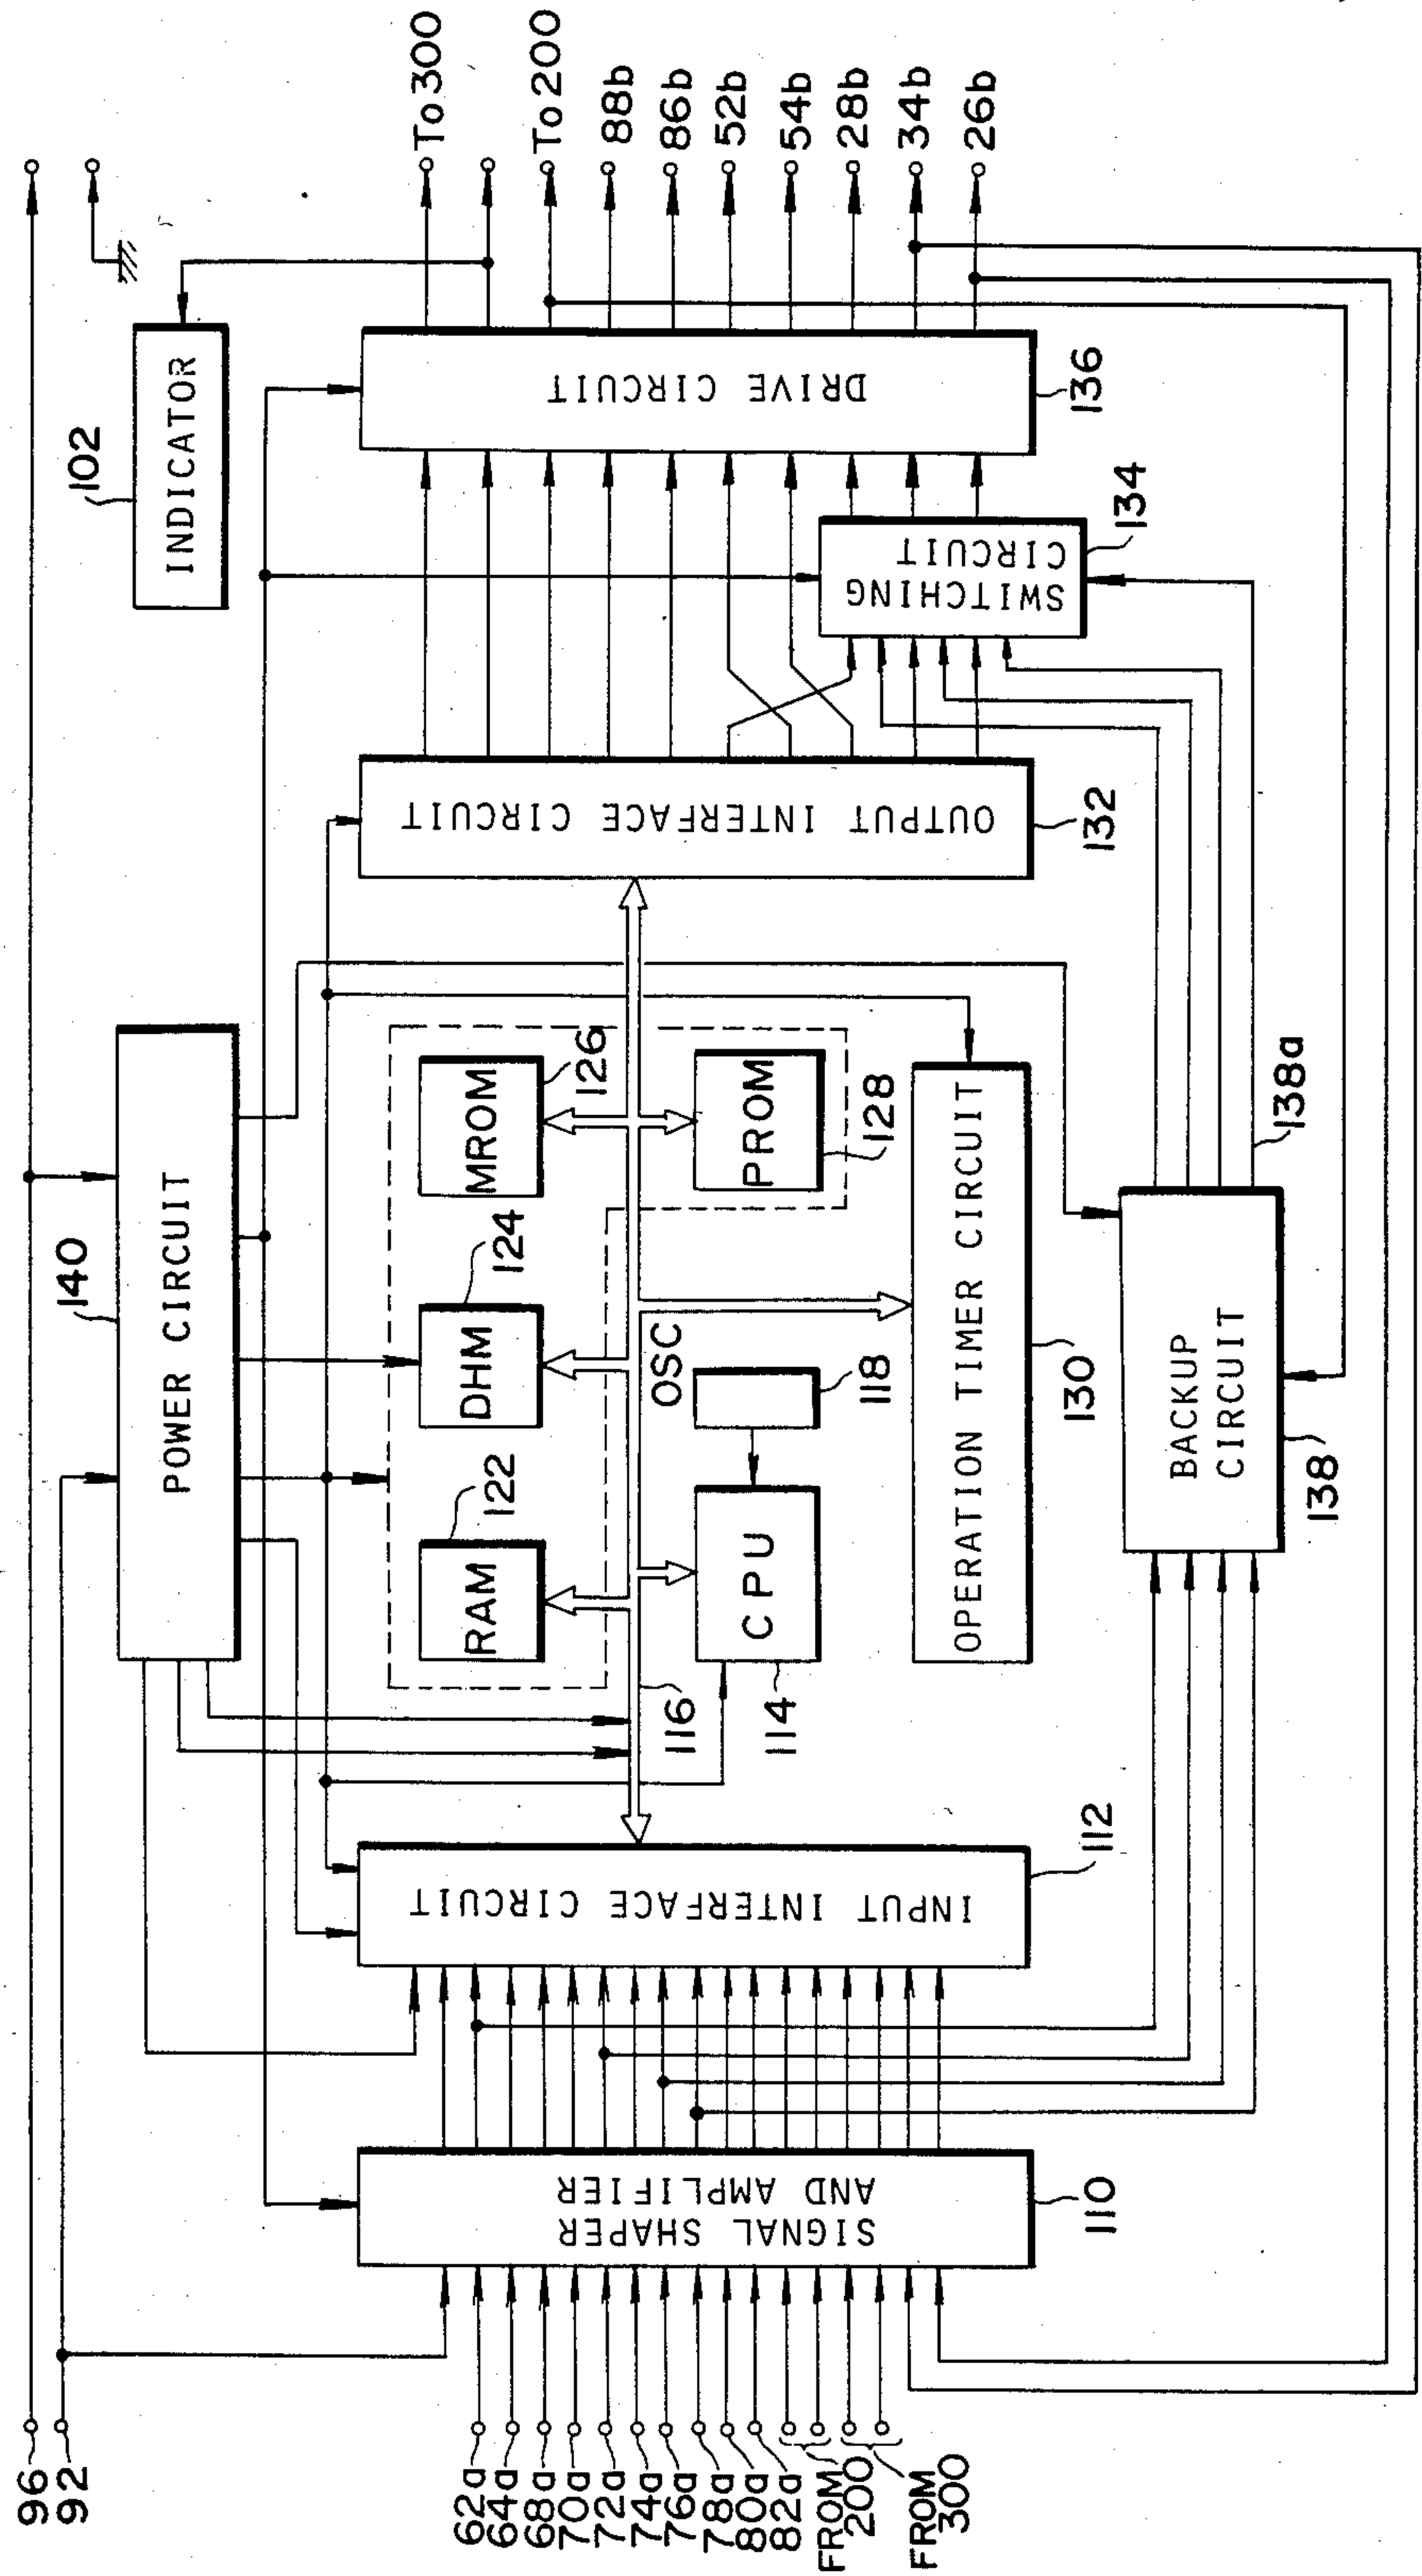 96
92
62a
64a
68a
70a
72a
74a
76a
78a
80a
82a
FROM
200
FROM
300
SIGNAL SHAPER
AND AMPLIFIER
110
INPUT INTERFACE CIRCUIT
112
140
POWER CIRCUIT
RAM
122
DHM
124
MROM
126
116
CPU
114
OSC
118
PROM
128
OPERATION TIMER CIRCUIT
130
BACKUP
CIRCUIT
138
138a
OUTPUT INTERFACE CIRCUIT
132
SWITCHING
CIRCUIT
134
102
INDICATOR
DRIVE CIRCUIT
136
To 300
To 200
88b
86b
52b
54b
28b
34b
26b